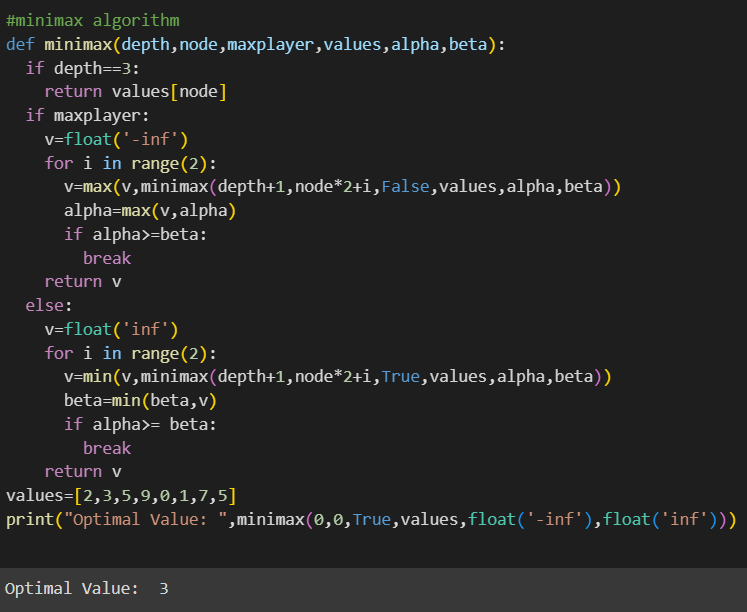 #minimax algorithm
def minimax(depth,node,maxplayer,values,alpha,beta):
  if depth==3:
    return values[node]
  if maxplayer:
    v=float('-inf')
    for i in range(2):
      v=max(v,minimax(depth+1,node*2+i,False,values,alpha,beta))
      alpha=max(v,alpha)
      if alpha>=beta:
        break
    return v
  else:
    v=float('inf')
    for i in range(2):
      v=min(v,minimax(depth+1,node*2+i,True,values,alpha,beta))
      beta=min(beta,v)
      if alpha>= beta:
        break
    return v
values=[2,3,5,9,0,1,7,5]
print("Optimal Value: ",minimax(0,0,True,values,float('-inf'),float('inf')))
Optimal Value:  3